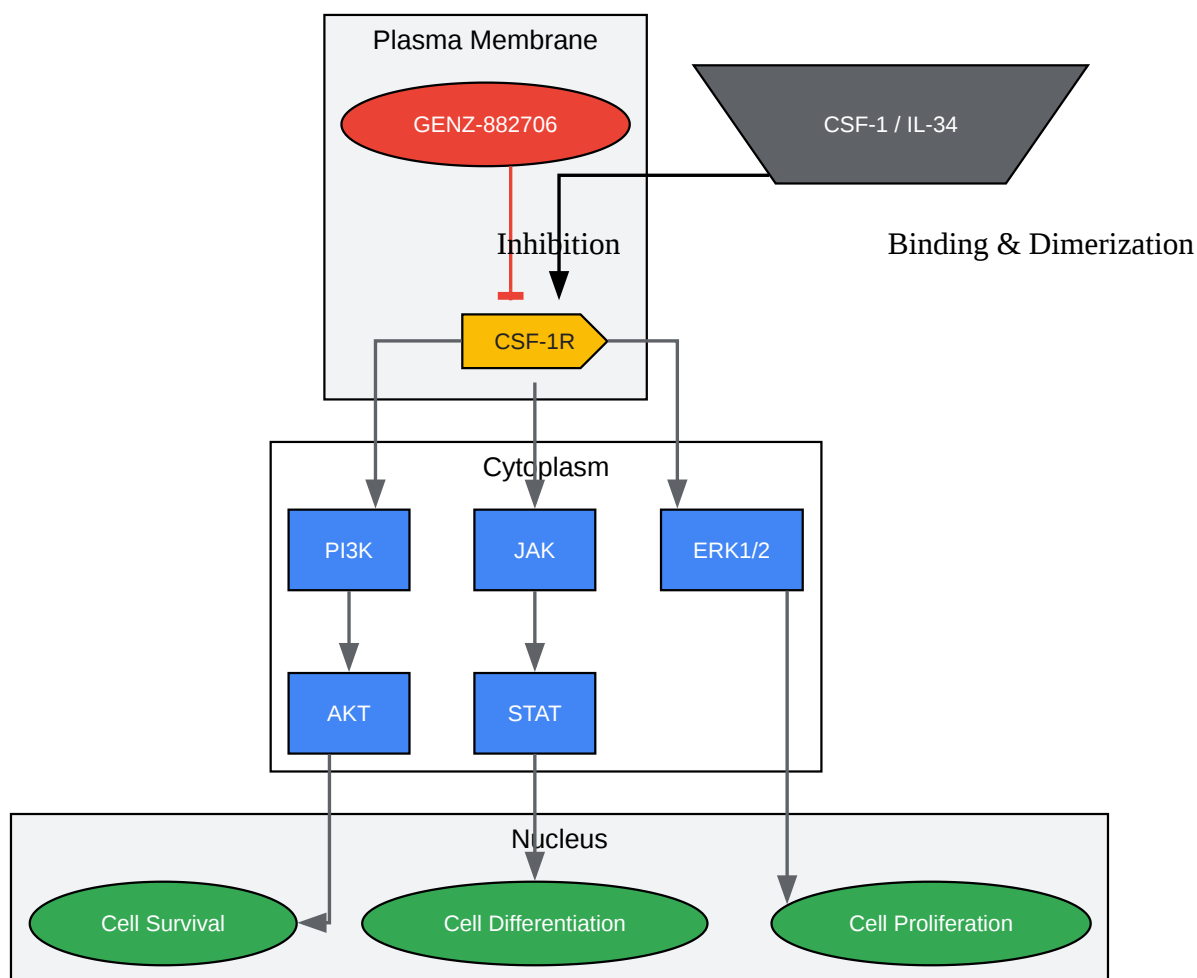 Plasma Membrane
GENZ-882706
CSF-1 / IL-34
Inhibition
Binding & Dimerization
CSF-1R
Cytoplasm
PI3K
JAK
ERK1/2
AKT
STAT
Nucleus
Cell Survival
Cell Differentiation
Cell Proliferation